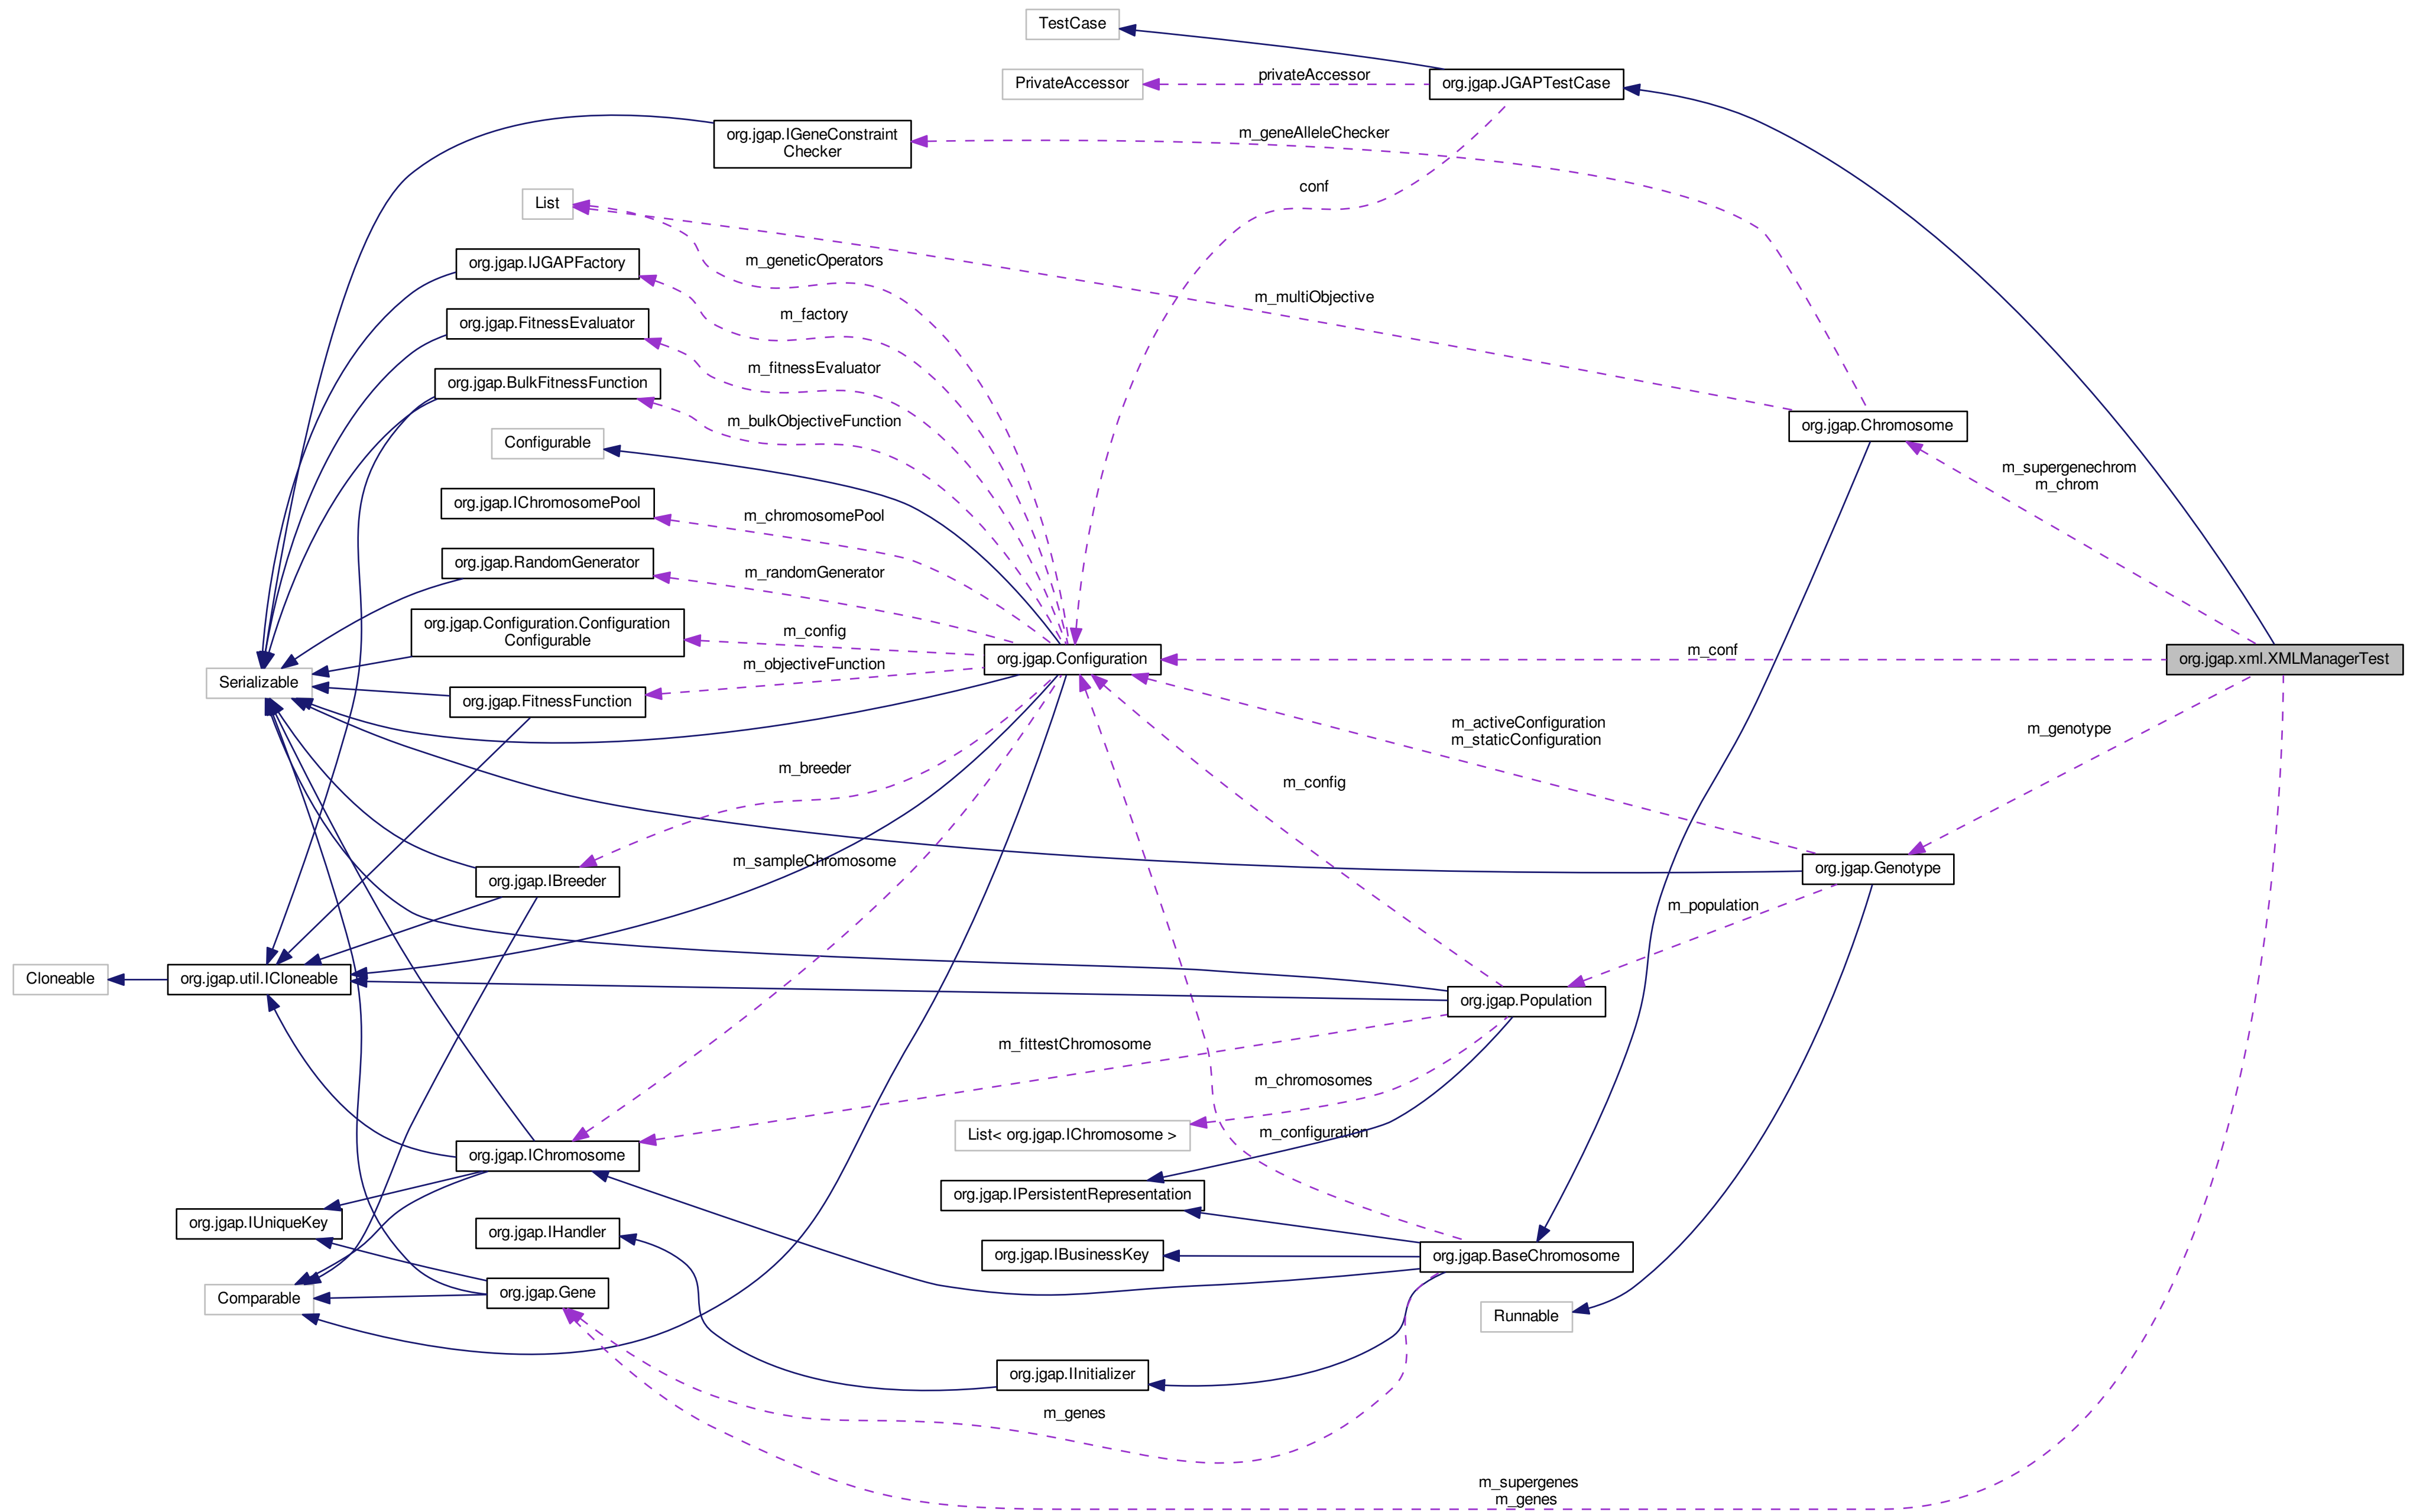 TestCase
privateAccessor
PrivateAccessor
org.jgap.JGAPTestCase
org.jgap.IGeneConstraint
Checker
m_geneAlleleChecker
conf
List
m_geneticOperators
org.jgap.IJGAPFactory
m_multiObjective
m_factory
org.jgap.FitnessEvaluator
m_fitnessEvaluator
org.jgap.BulkFitnessFunction
m_bulkObjectiveFunction
org.jgap.Chromosome
Configurable
m_supergenechrom
m_chrom
org.jgap.IChromosomePool
m_chromosomePool
org.jgap.RandomGenerator
m_randomGenerator
org.jgap.Configuration.Configuration
Configurable
m_config
m_objectiveFunction
org.jgap.Configuration
m_conf
org.jgap.xml.XMLManagerTest
Serializable
org.jgap.FitnessFunction
m_activeConfiguration
m_staticConfiguration
m_genotype
m_breeder
m_config
m_sampleChromosome
org.jgap.IBreeder
org.jgap.Genotype
m_population
Cloneable
org.jgap.util.ICloneable
org.jgap.Population
m_fittestChromosome
m_chromosomes
List< org.jgap.IChromosome >
m_configuration
org.jgap.IChromosome
org.jgap.IPersistentRepresentation
org.jgap.IUniqueKey
org.jgap.IHandler
org.jgap.IBusinessKey
org.jgap.BaseChromosome
Comparable
org.jgap.Gene
Runnable
org.jgap.IInitializer
m_genes
m_supergenes
m_genes